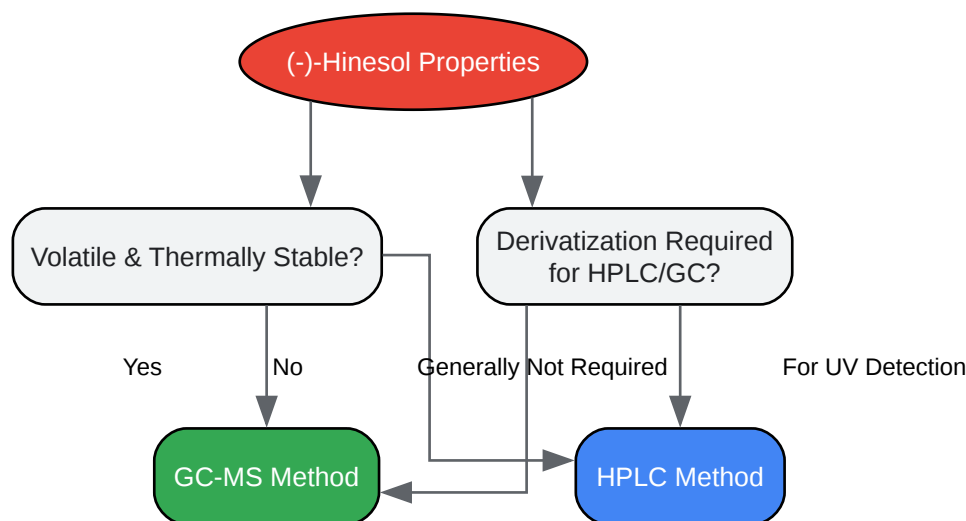 (-)-Hinesol Properties
Volatile & Thermally Stable?
Derivatization Required
for HPLC/GC?
Yes
No
Generally Not Required
For UV Detection
GC-MS Method
HPLC Method